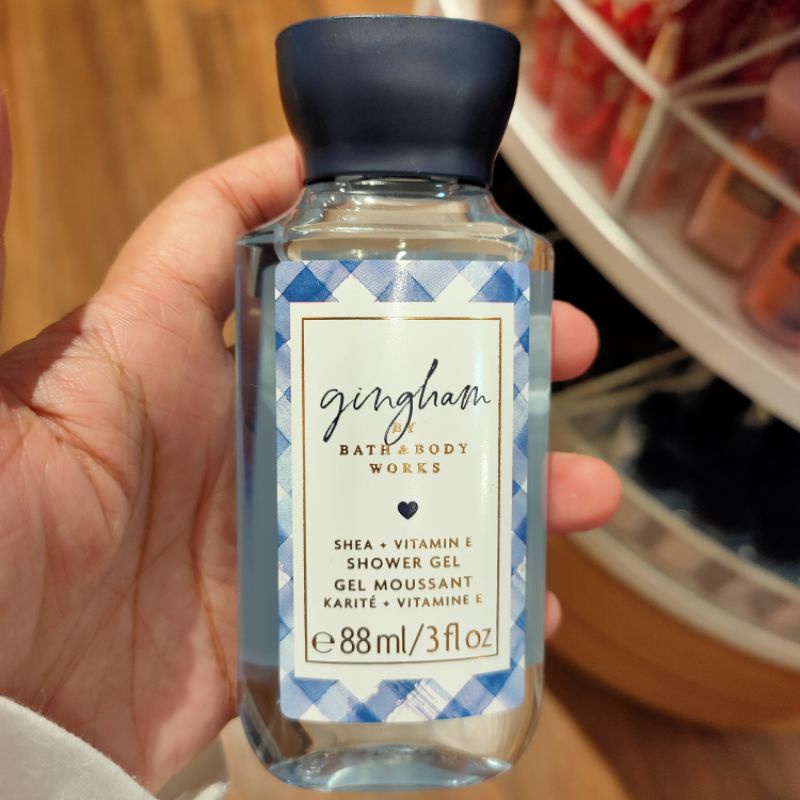 gingham
BY
BATH & BODY
WORKS
SHEA + VITAMIN E
SHOWER GEL
GEL MOUSSANT
KARITÉ + VITAMINE E
℮88 ml/3 fl oz